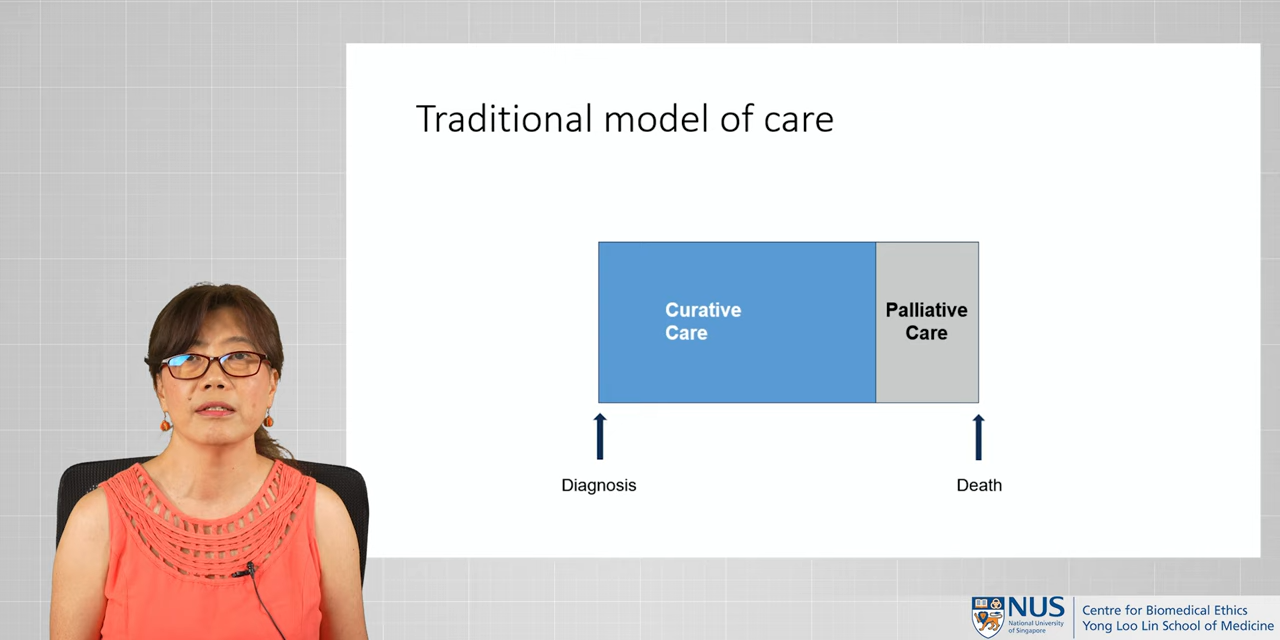 Traditional model of care
Curative
Care
Palliative
Care
Diagnosis
Death
NUS
National University
of Singapore
Centre for Biomedical Ethics
Yong Loo Lin School of Medicine